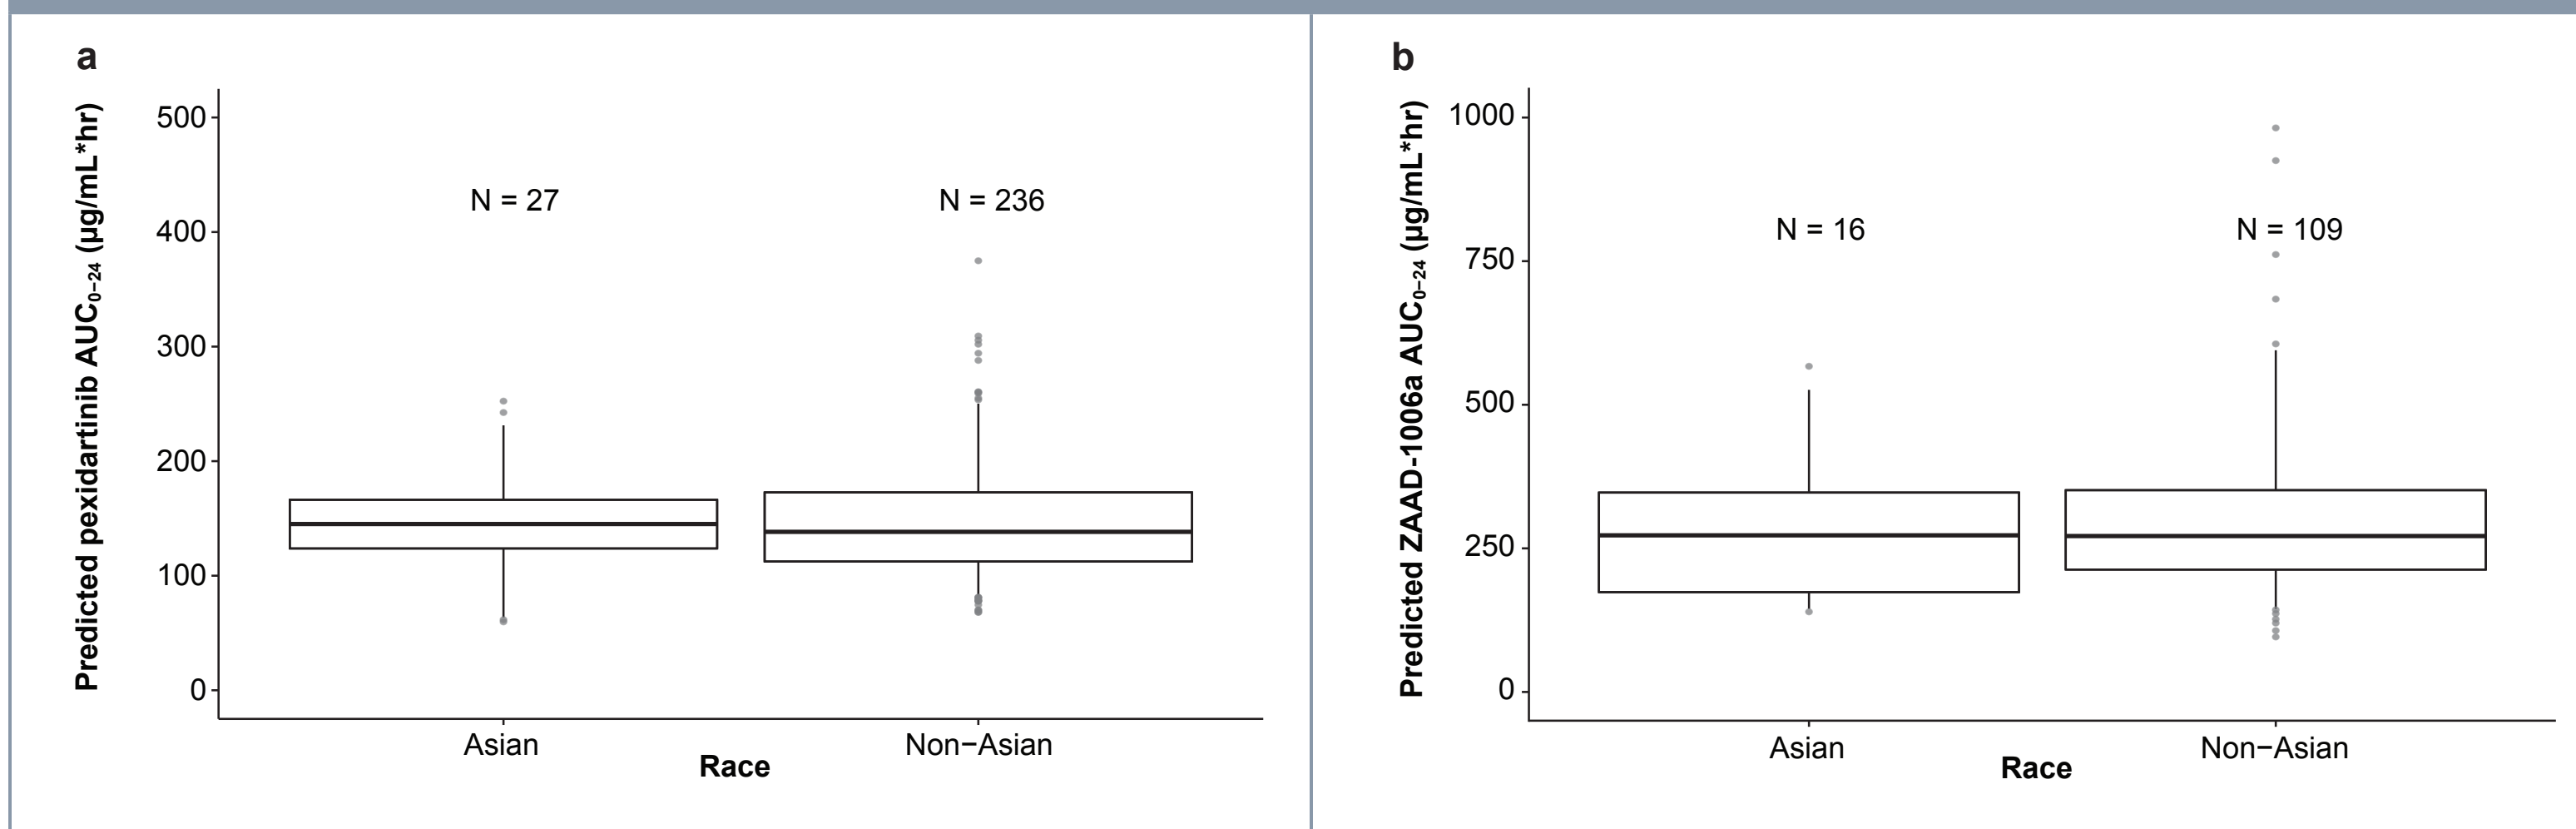 a
Predicted pexidartinib AUC0−24 (µg/mL*hr)
500
400
300
200
100
0
N = 27
N = 236
Asian
Non−Asian
Race
b
Predicted ZAAD-1006a AUC0−24 (µg/mL*hr)
1000
750
500
250
0
N = 16
N = 109
Asian
Non−Asian
Race